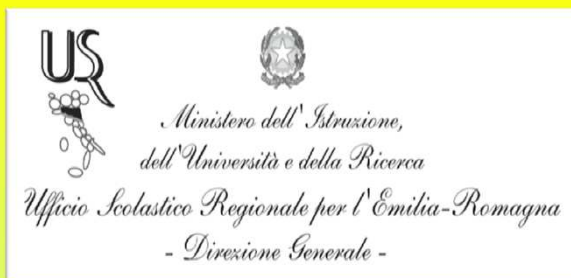 USR
Ministero dell'Istruzione,
dell'Università e della Ricerca
Ufficio Scolastico Regionale per l'Emilia-Romagna
- Direzione Generale -